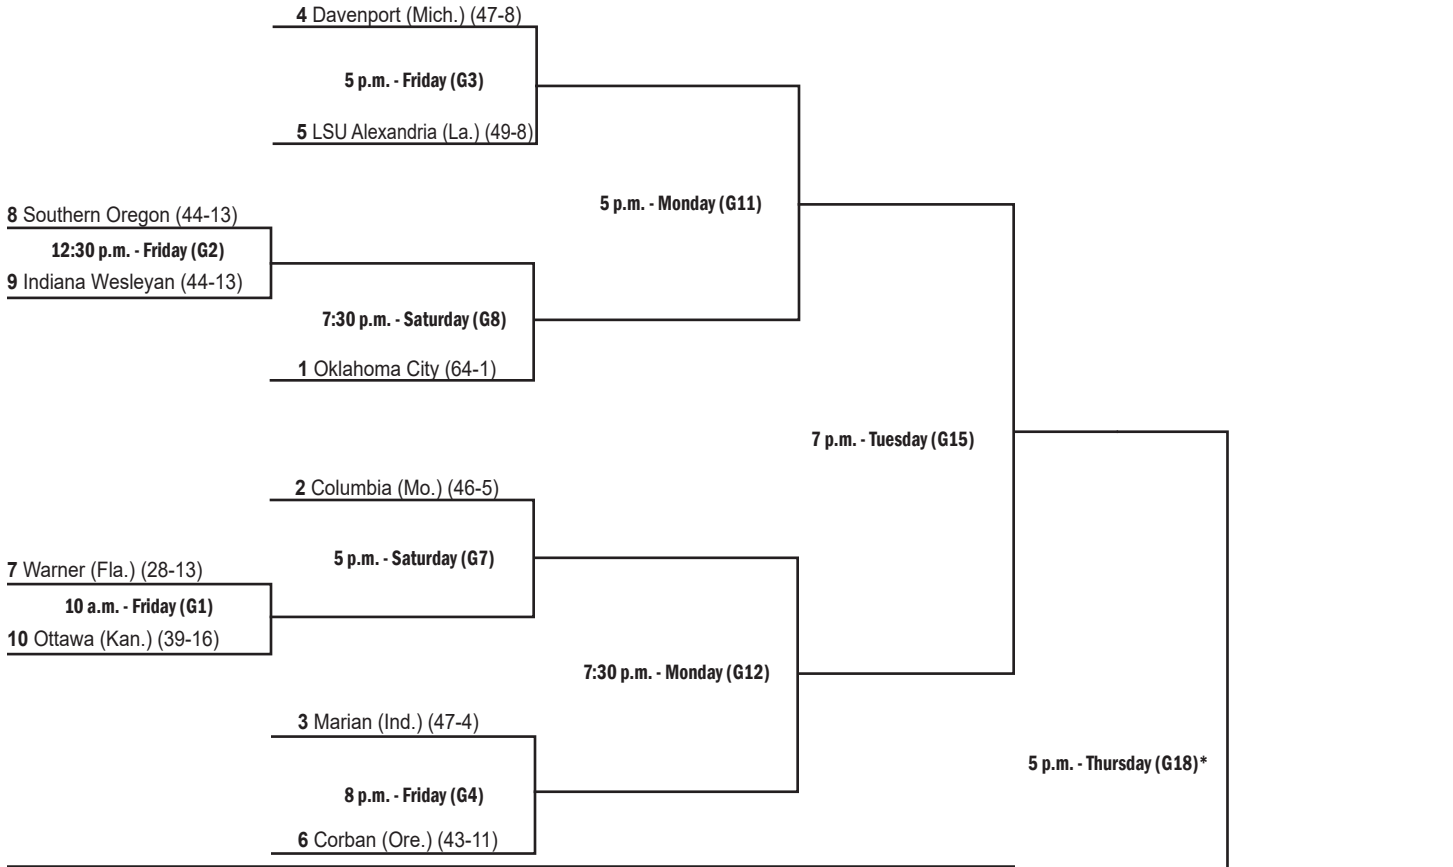 4 Davenport (Mich.) (47-8)
5 p.m. - Friday (G3)
5 LSU Alexandria (La.) (49-8)
5 p.m. - Monday (G11)
8 Southern Oregon (44-13)
12:30 p.m. - Friday (G2)
9 Indiana Wesleyan (44-13)
7:30 p.m. - Saturday (G8)
1 Oklahoma City (64-1)
7 p.m. - Tuesday (G15)
2 Columbia (Mo.) (46-5)
5 p.m. - Saturday (G7)
7 Warner (Fla.) (28-13)
10 a.m. - Friday (G1)
10 Ottawa (Kan.) (39-16)
7:30 p.m. - Monday (G12)
3 Marian (Ind.) (47-4)
5 p.m. - Thursday (G18)*
8 p.m. - Friday (G4)
6 Corban (Ore.) (43-11)